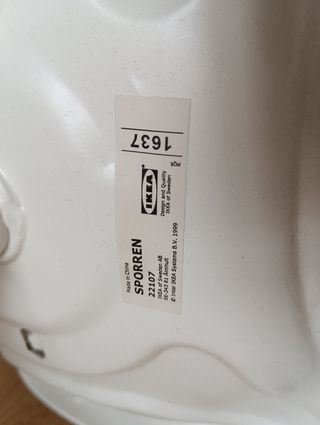 Made in China
SPORREN
22107
IKEA of Sweden AB
SE-343 81 Älmhult
© Inter IKEA Systems B.V. 1999
IKEA
Design and Quality
IKEA of Sweden
1637
PQ8